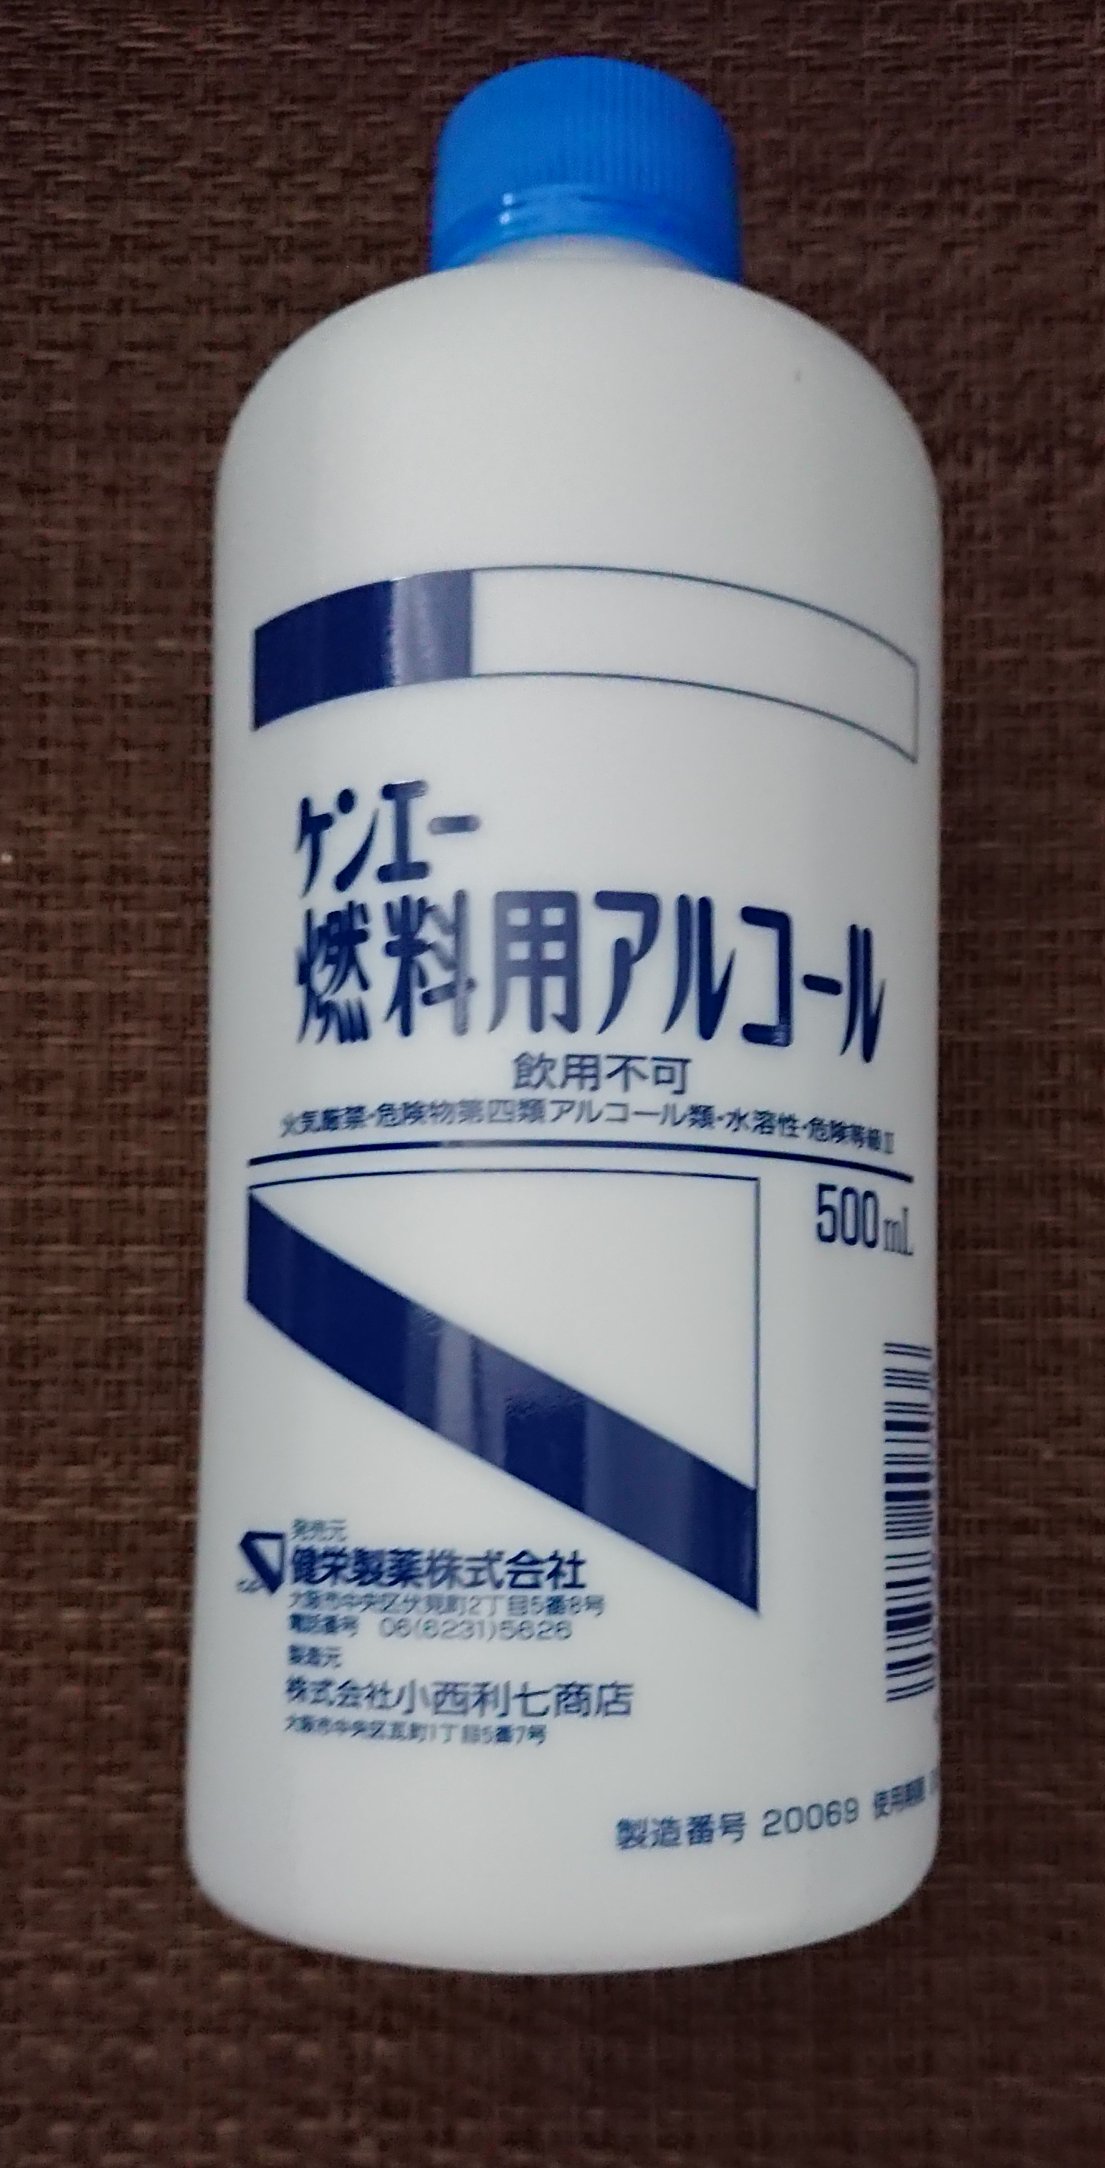 ケンエー
燃料用アルコール
飲用不可
火気厳禁・危険物第四類アルコール類・水溶性・危険等級Ⅱ
500mL
発売元
健栄製薬株式会社
大阪市中央区伏見町2丁目5番8号
電話番号 06(6231)5626
製造元
株式会社小西利七商店
大阪市中央区瓦町1丁目5番7号
製造番号 20069 使用期限